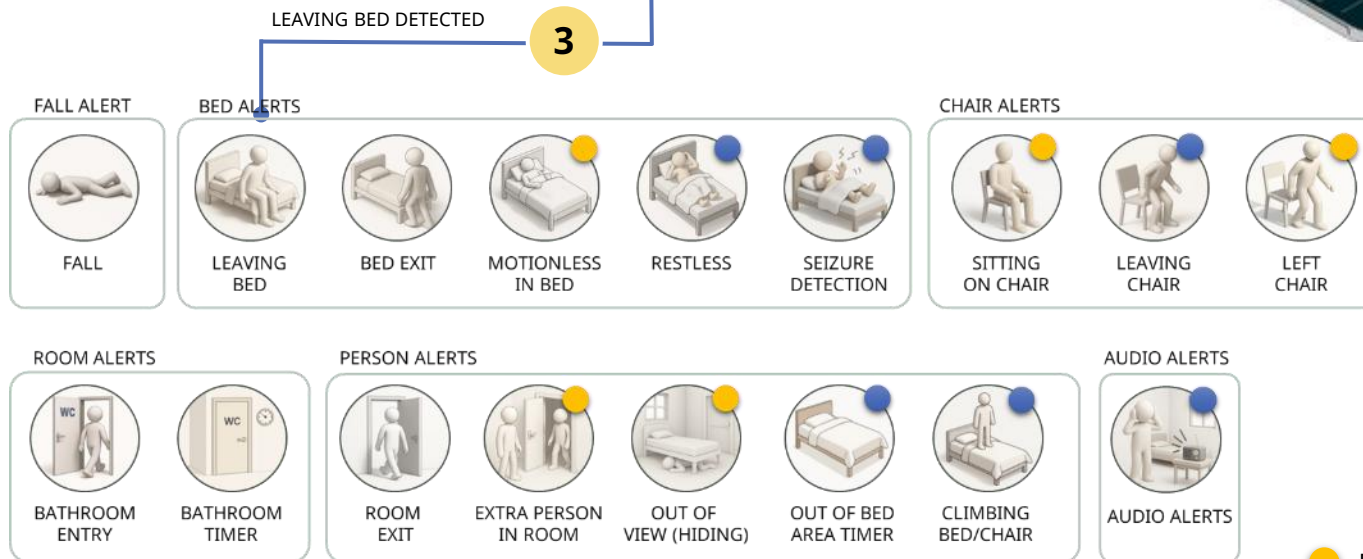 LEAVING BED DETECTED
3
FALL ALERT
BED ALERTS
CHAIR ALERTS
FALL
LEAVING
BED
BED EXIT
MOTIONLESS
IN BED
RESTLESS
SEIZURE
DETECTION
SITTING
ON CHAIR
LEAVING
CHAIR
LEFT
CHAIR
ROOM ALERTS
PERSON ALERTS
AUDIO ALERTS
WC
WC
BATHROOM
ENTRY
BATHROOM
TIMER
ROOM
EXIT
EXTRA PERSON
IN ROOM
OUT OF
VIEW (HIDING)
OUT OF BED
AREA TIMER
CLIMBING
BED/CHAIR
AUDIO ALERTS